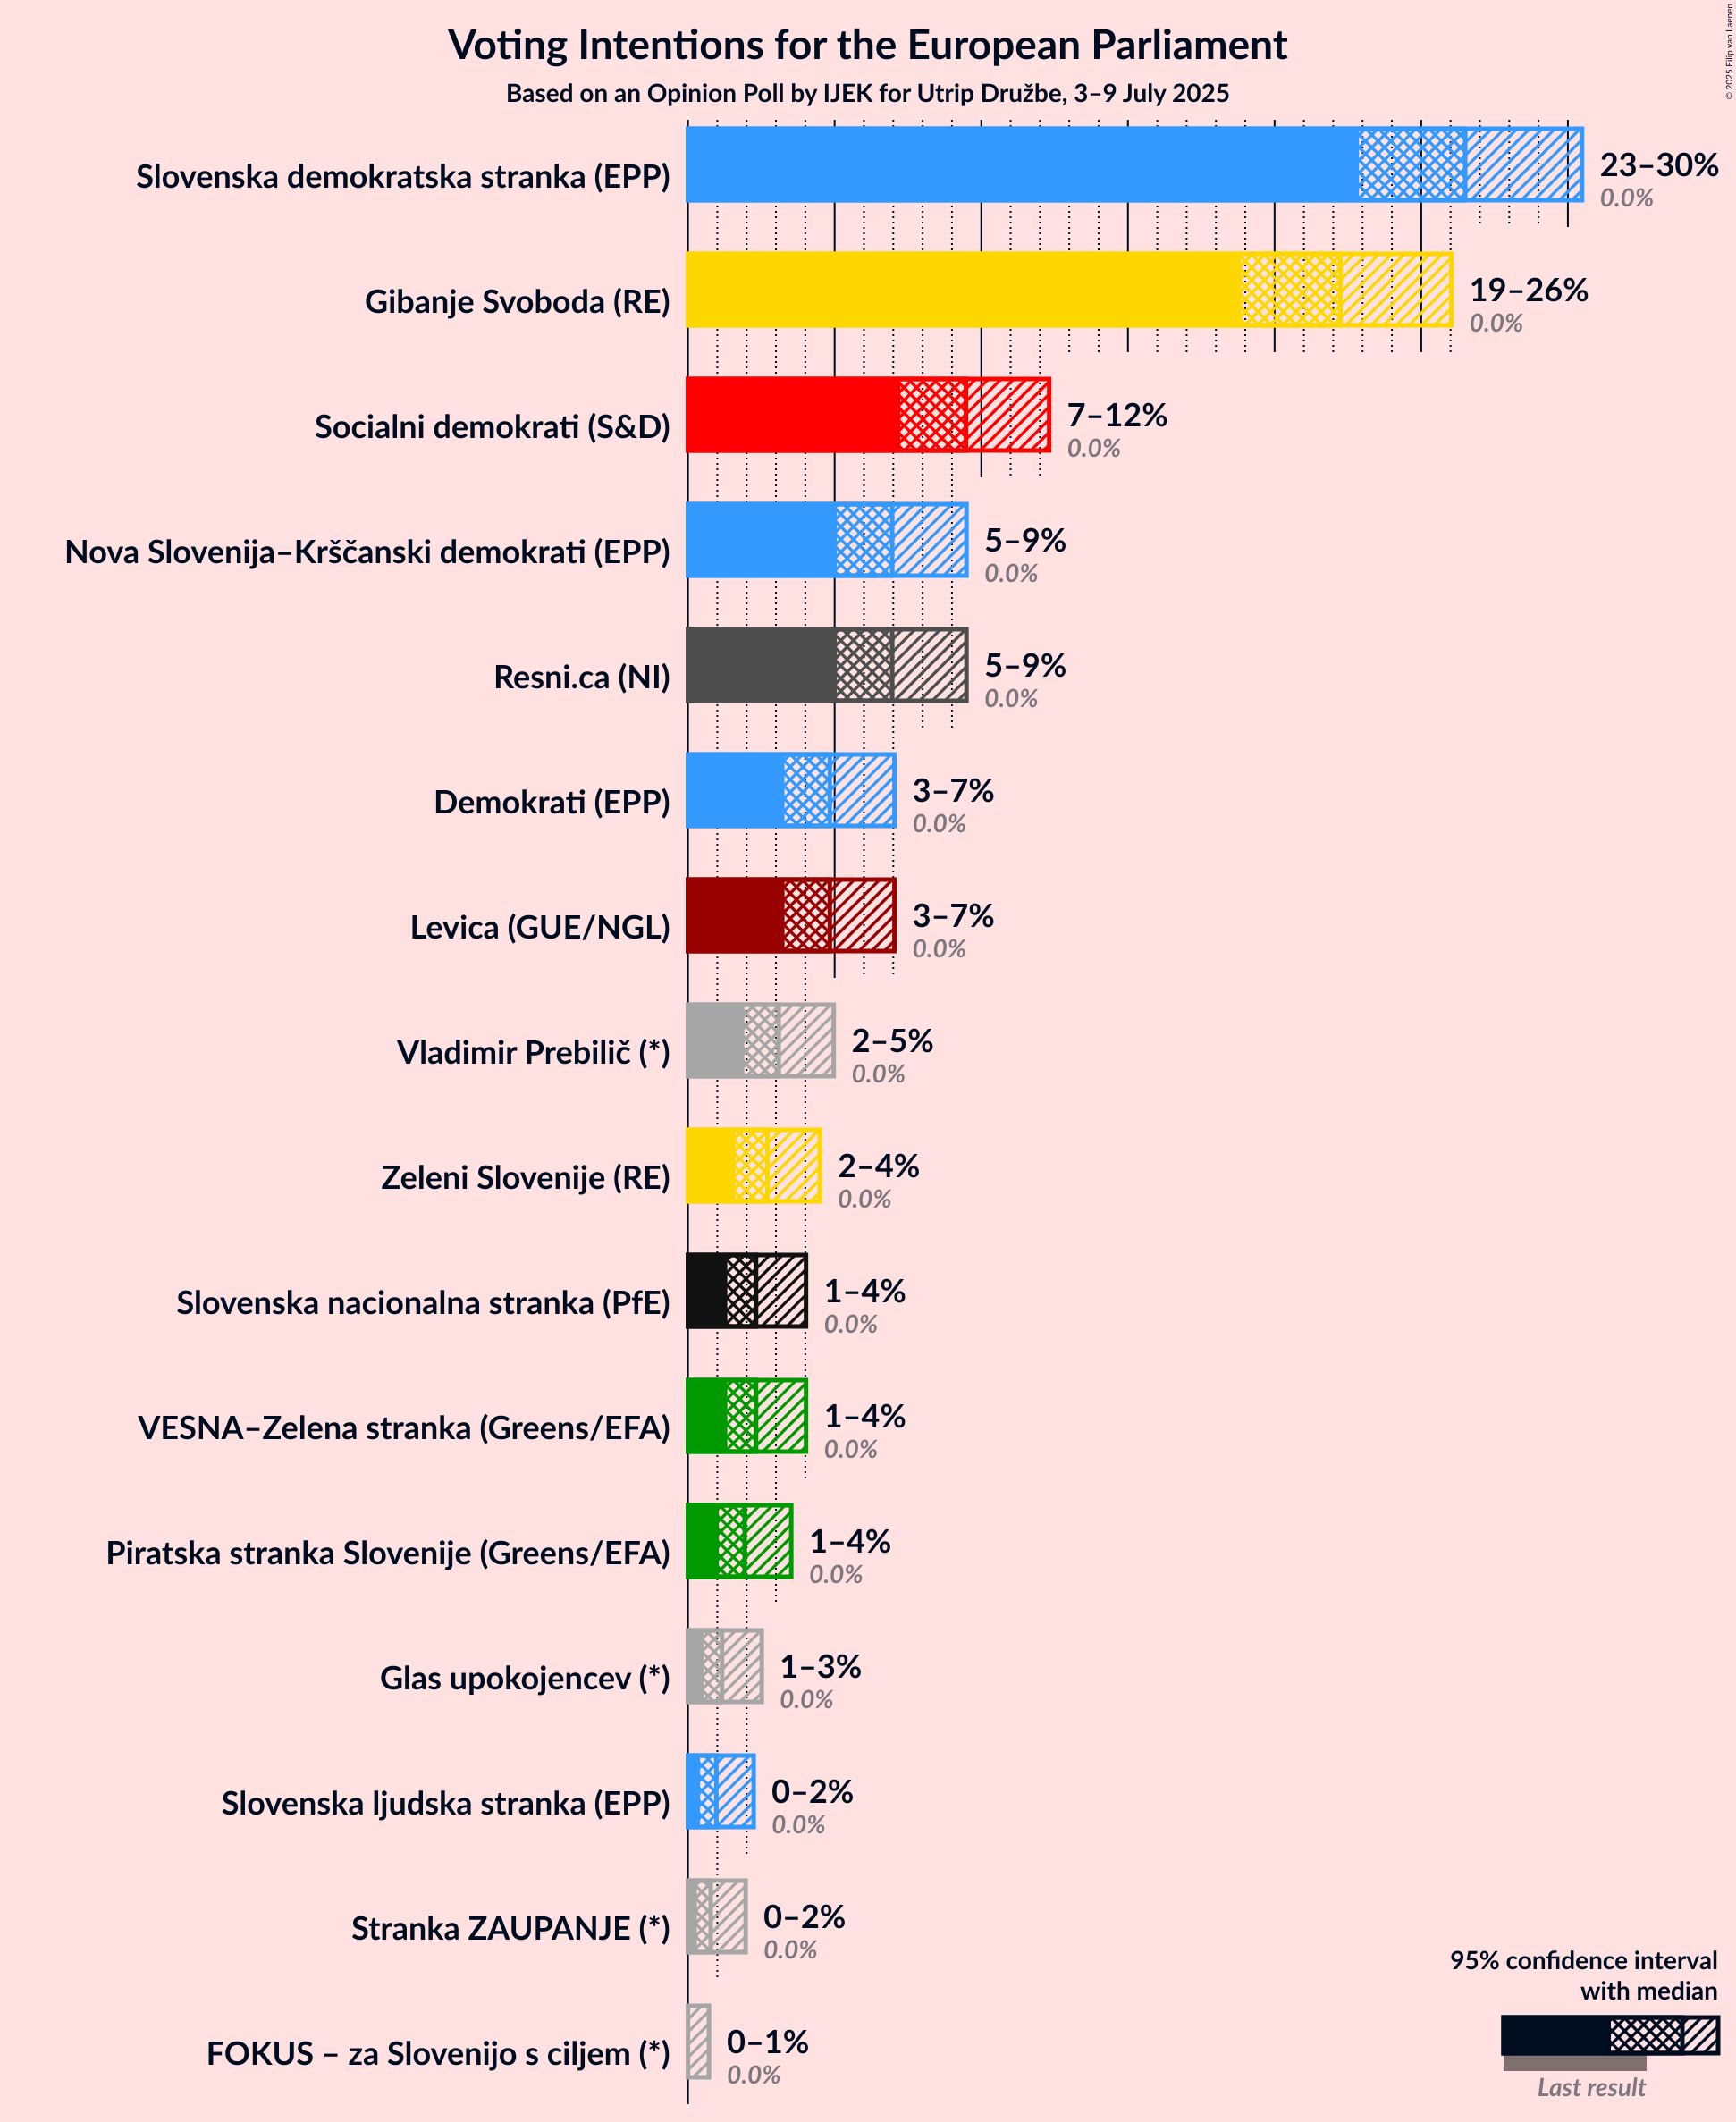 Voting Intentions for the European Parliament
Based on an Opinion Poll by IJEK for Utrip Družbe, 3–9 July 2025
© 2025 Filip van Laenen
Slovenska demokratska stranka (EPP)
23–30%
0.0%
Gibanje Svoboda (RE)
19–26%
0.0%
Socialni demokrati (S&D)
7–12%
0.0%
Nova Slovenija–Krščanski demokrati (EPP)
5–9%
0.0%
Resni.ca (NI)
5–9%
0.0%
Demokrati (EPP)
3–7%
0.0%
Levica (GUE/NGL)
3–7%
0.0%
Vladimir Prebilič (*)
2–5%
0.0%
Zeleni Slovenije (RE)
2–4%
0.0%
Slovenska nacionalna stranka (PfE)
1–4%
0.0%
VESNA–Zelena stranka (Greens/EFA)
1–4%
0.0%
Piratska stranka Slovenije (Greens/EFA)
1–4%
0.0%
Glas upokojencev (*)
1–3%
0.0%
Slovenska ljudska stranka (EPP)
0–2%
0.0%
Stranka ZAUPANJE (*)
0–2%
0.0%
FOKUS – za Slovenijo s ciljem (*)
0–1%
0.0%
95% confidence interval
with median
Last result